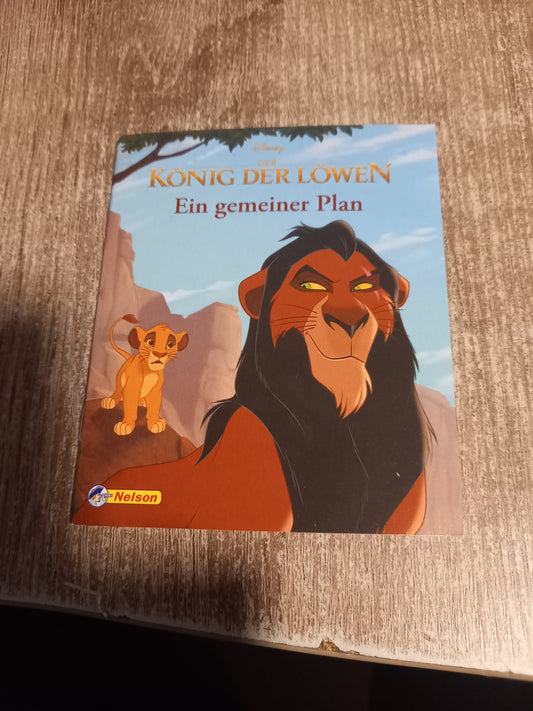 Disney
DER
KÖNIG DER LÖWEN
Ein gemeiner Plan
Nelson